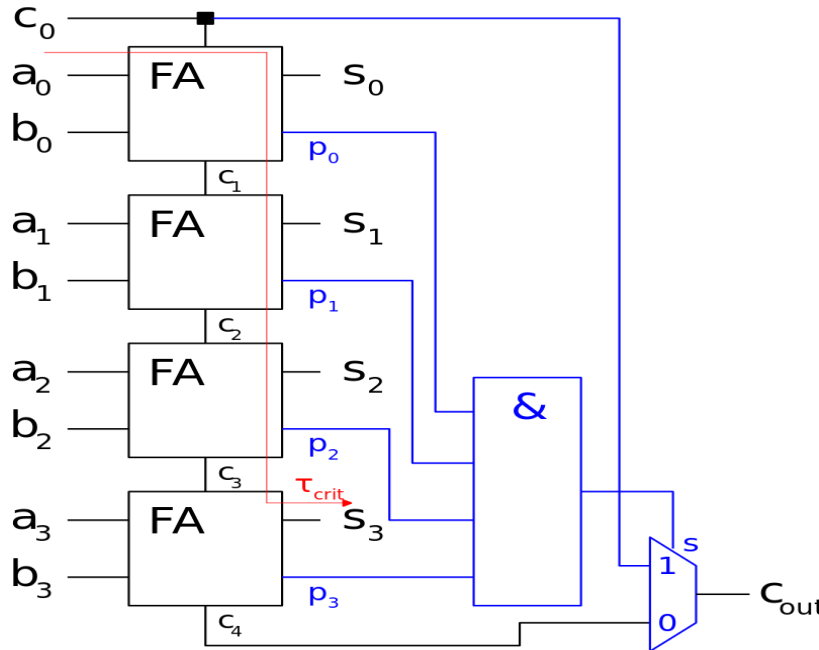 c0
a0 FA s0
b0 p0
c1
a1 FA s1
b1 p1
c2
a2 FA s2
&
b2 p2
c3
τcrit
a3 FA s3
s
1
b3 p3
cout
c4
0